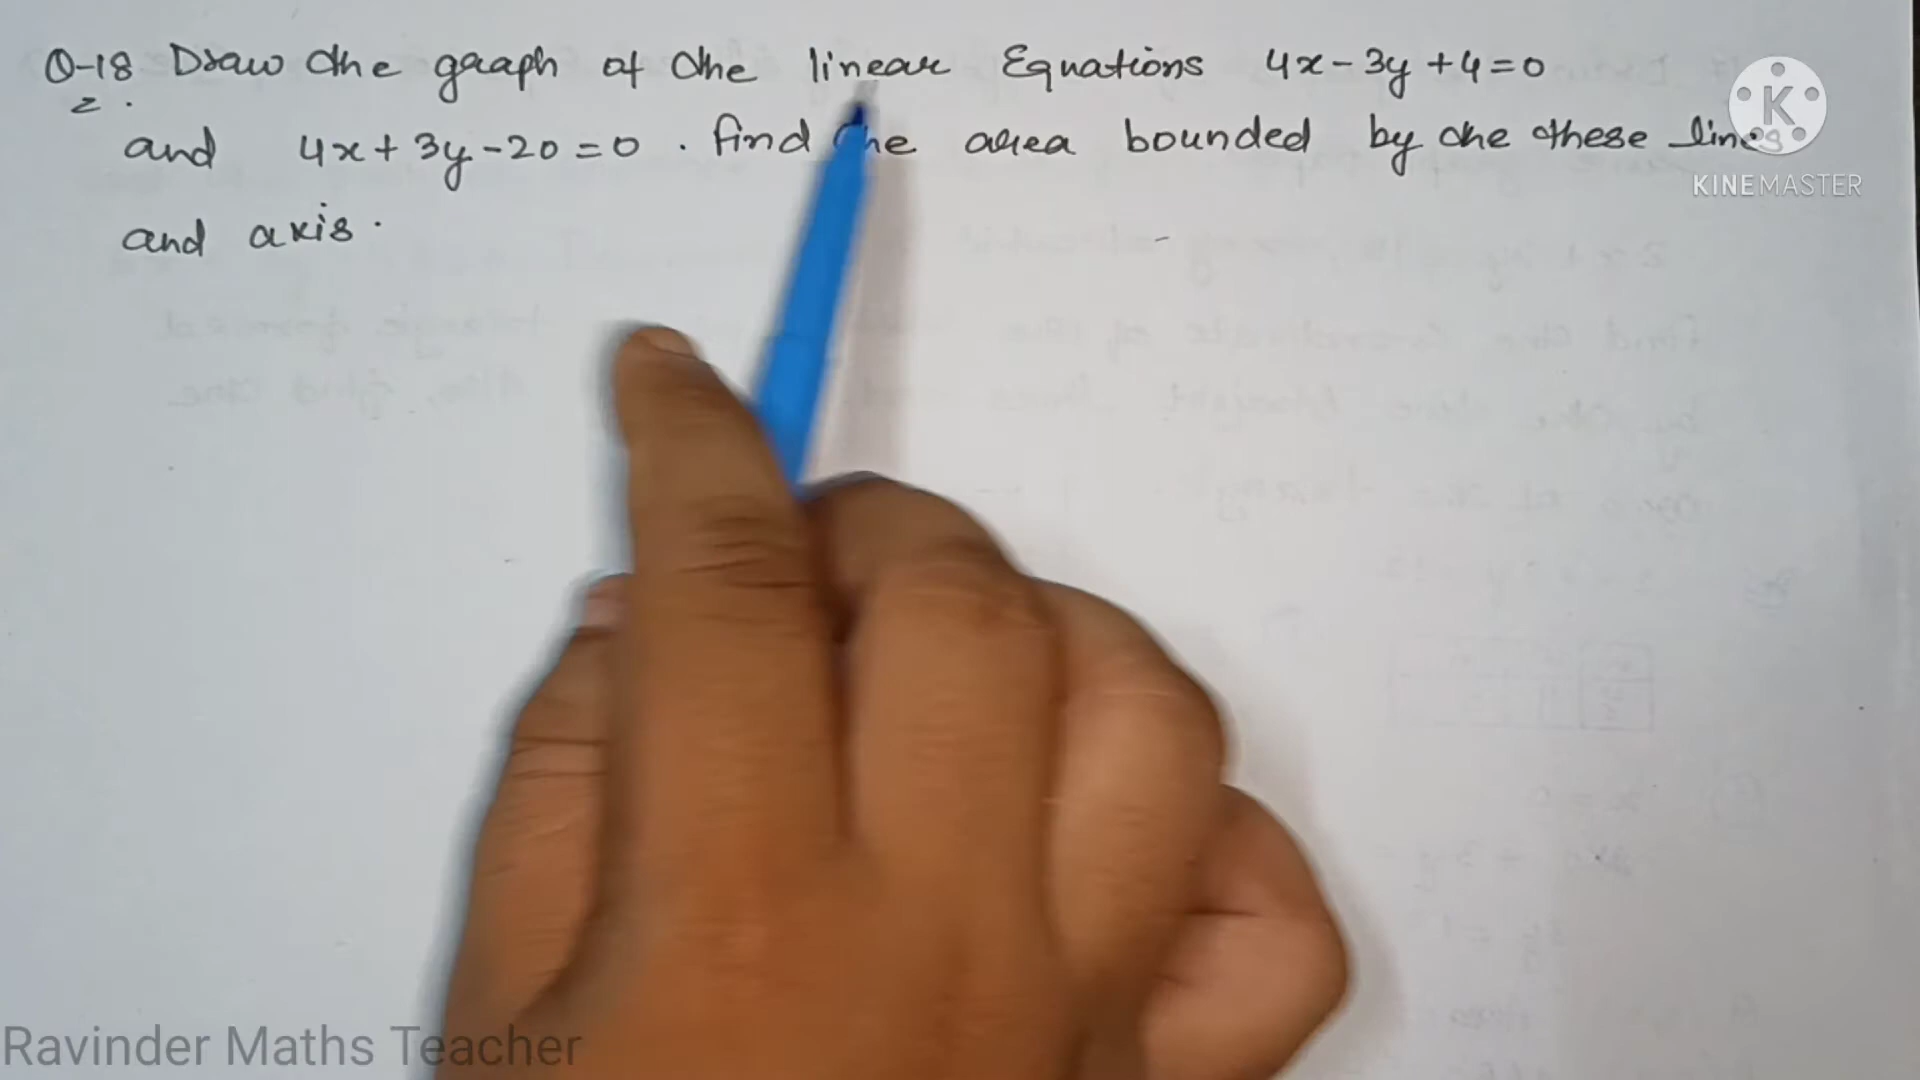 Q-18 Draw the graph of the linear Equations 4x-3y+4=0
and 4x+3y-20=0. find the area bounded by the these lines
and axis.
K
KINEMASTER
Ravinder Maths Teacher